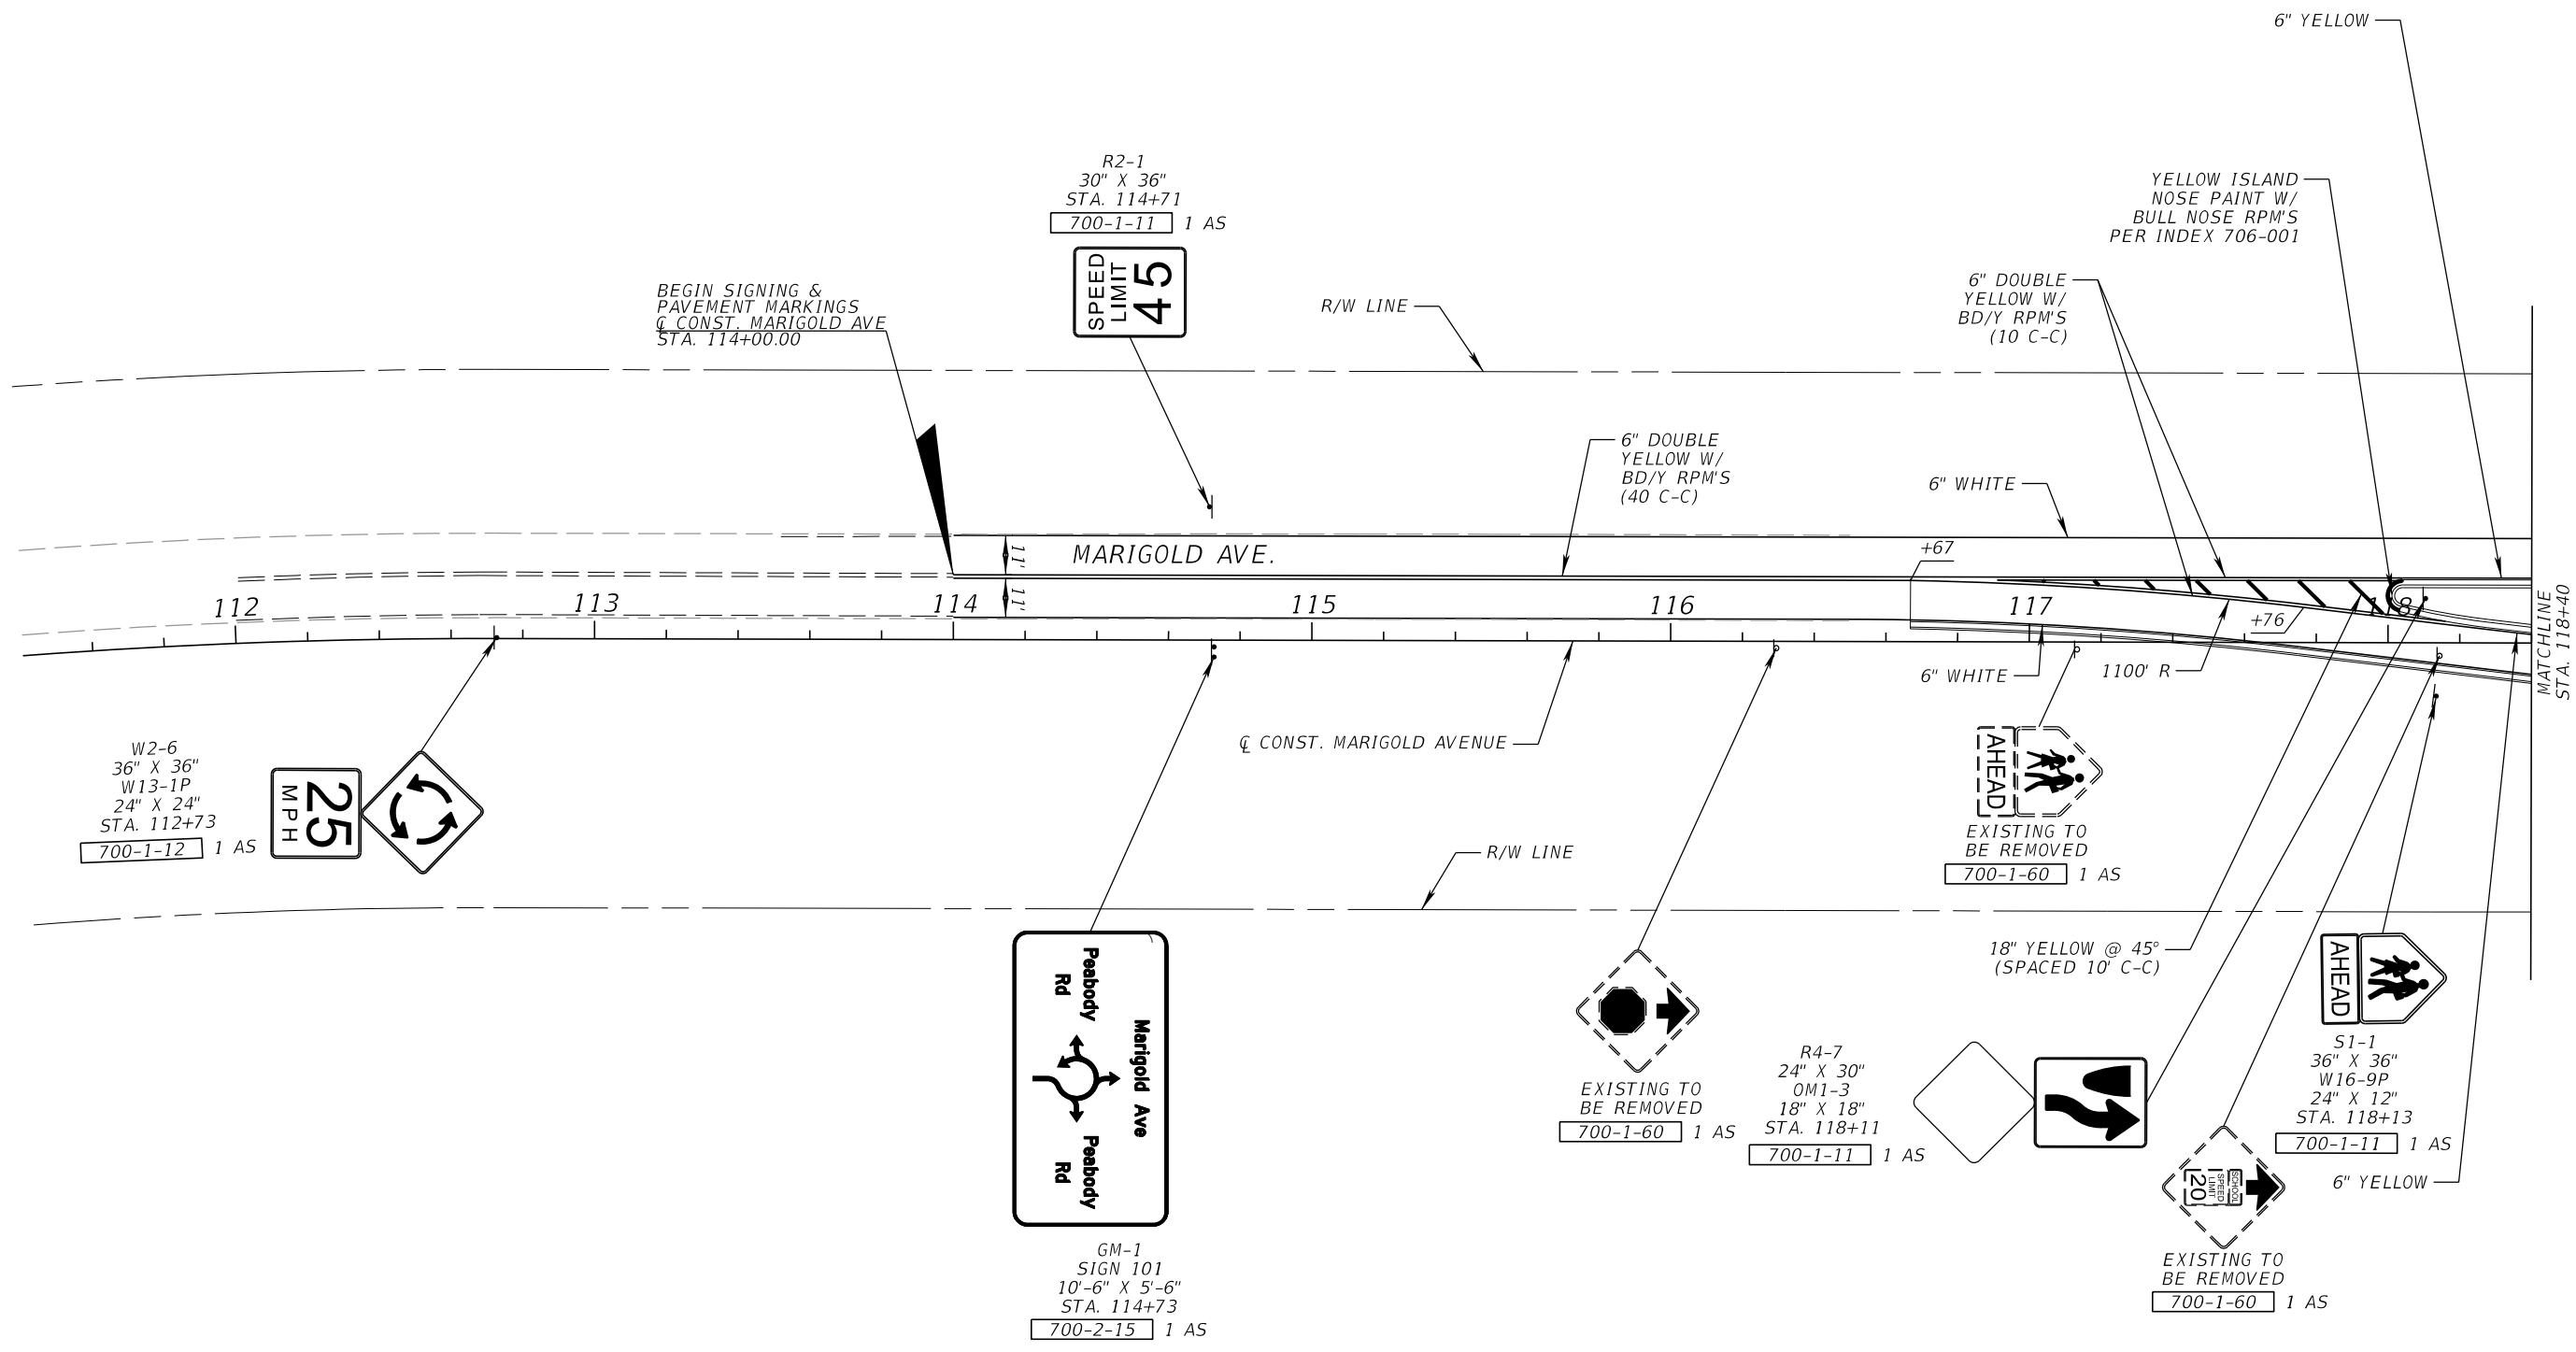 6" YELLOW
YELLOW ISLAND
NOSE PAINT W/
BULL NOSE RPM'S
PER INDEX 706-001
R2-1
30" X 36"
STA. 114+71
700-1-11 1 AS
SPEED
LIMIT
45
BEGIN SIGNING &
PAVEMENT MARKINGS
℄ CONST. MARIGOLD AVE
STA. 114+00.00
R/W LINE
6" DOUBLE
YELLOW W/
BD/Y RPM'S
(10 C-C)
6" DOUBLE
YELLOW W/
BD/Y RPM'S
(40 C-C)
6" WHITE
+67
11'
MARIGOLD AVE.
11'
112
113
114
115
116
117
118
+76
MATCHLINE
STA. 118+40
6" WHITE
1100' R
℄ CONST. MARIGOLD AVENUE
W2-6
36" X 36"
W13-1P
24" X 24"
STA. 112+73
700-1-12 1 AS
25
MPH
AHEAD
EXISTING TO
BE REMOVED
700-1-60 1 AS
R/W LINE
18" YELLOW @ 45°
(SPACED 10' C-C)
Marigold Ave
Peabody
Rd
Peabody
Rd
GM-1
SIGN 101
10'-6" X 5'-6"
STA. 114+73
700-2-15 1 AS
EXISTING TO
BE REMOVED
700-1-60 1 AS
R4-7
24" X 30"
OM1-3
18" X 18"
STA. 118+11
700-1-11 1 AS
AHEAD
S1-1
36" X 36"
W16-9P
24" X 12"
STA. 118+13
700-1-11 1 AS
6" YELLOW
SCHOOL
SPEED
LIMIT
20
EXISTING TO
BE REMOVED
700-1-60 1 AS